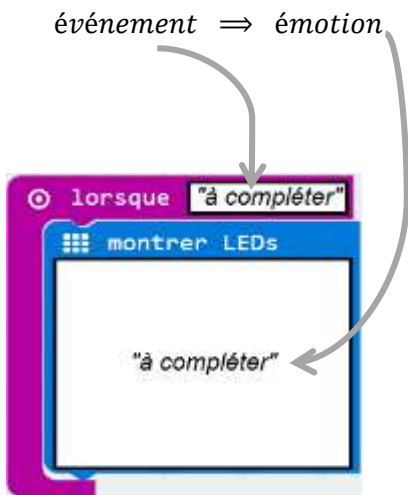 événement ⟹ émotion
lorsque "à compléter"
montrer LEDs
"à compléter"